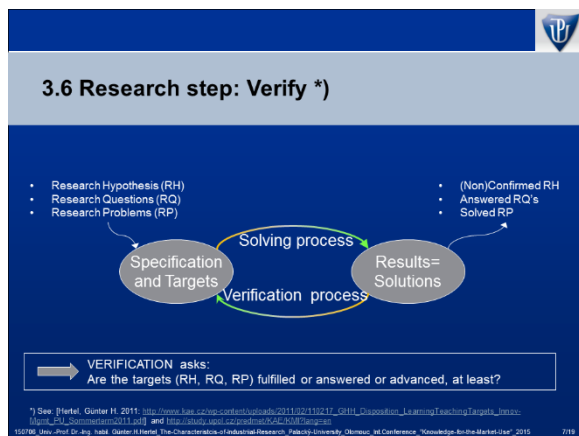 3.6 Research step: Verify *)
• Research Hypothesis (RH)
• Research Questions (RQ)
• Research Problems (RP)
• (Non)Confirmed RH
• Answered RQ's
• Solved RP
Solving process
Specification
and Targets
Results=
Solutions
Verification process
VERIFICATION asks:
Are the targets (RH, RQ, RP) fulfilled or answered or advanced, at least?
*) See: [Hertel, Günter H. 2011: http://www.kae.cz/wp-content/uploads/2011/02/110217_GHH_Disposition_LearningTeachingTargets_Innov-
Mgmt_PU_Sommerterm2011.pdf] and http://study.upol.cz/predmet/KAE/KMI?lang=en
150706_Univ.-Prof. Dr.-Ing. habil. Günter.H.Hertel_The-Characteristcis-of-Industrial-Research_Palacký-University_Olomouc_Int.Conference_"Knowledge-for-the-Market-Use"_2015 7/19